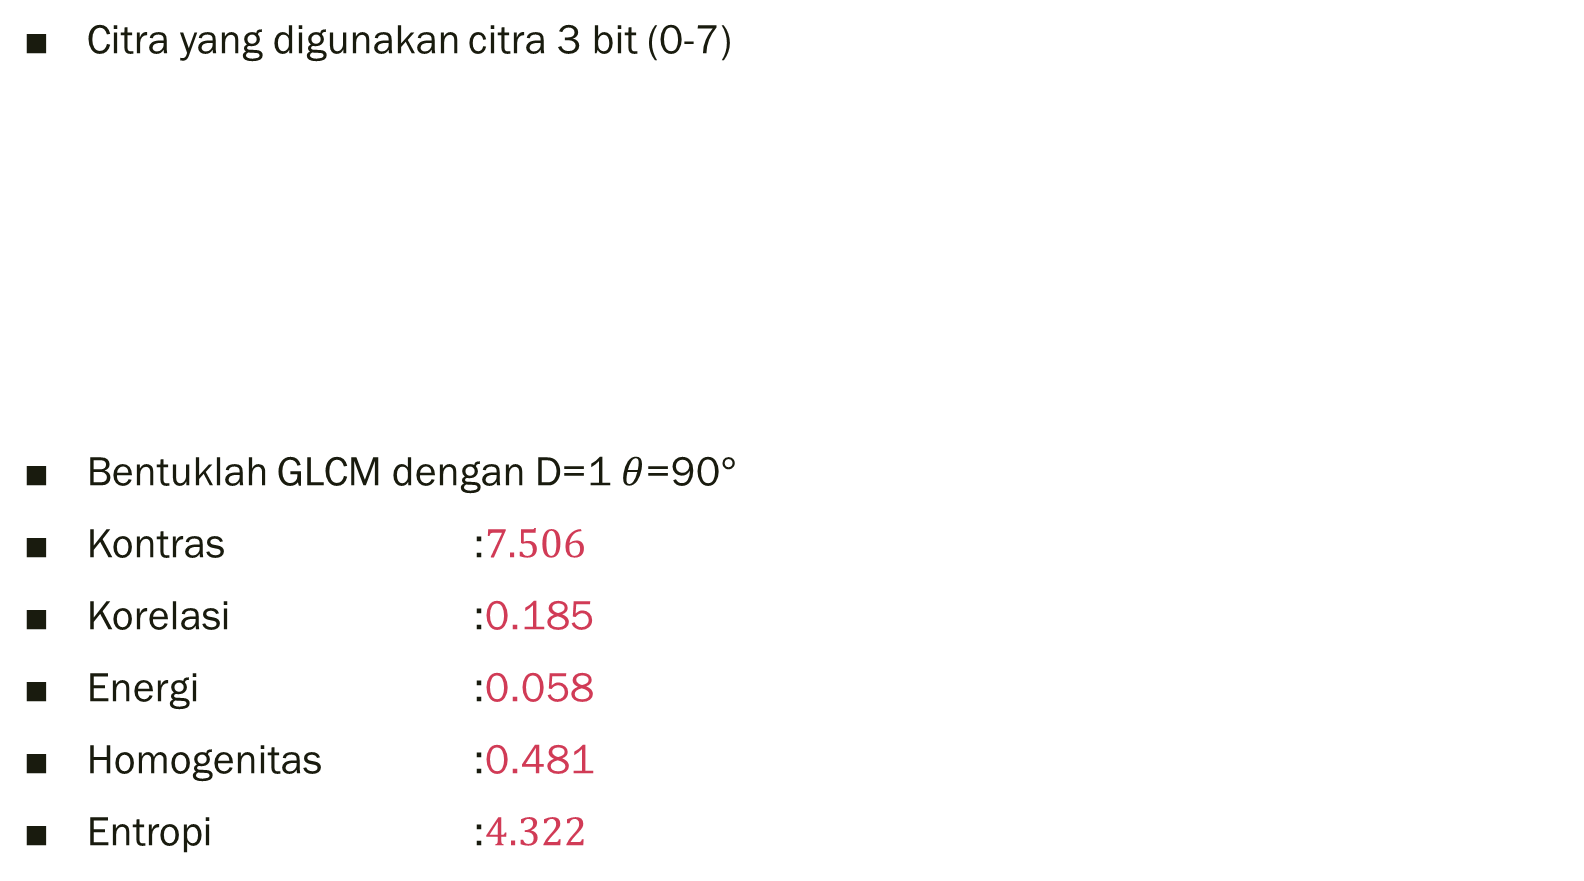 ■ Citra yang digunakan citra 3 bit (0-7)
■ Bentuklah GLCM dengan D=1 𝜃=90°
■ Kontras :7.506
■ Korelasi :0.185
■ Energi :0.058
■ Homogenitas :0.481
■ Entropi :4.322